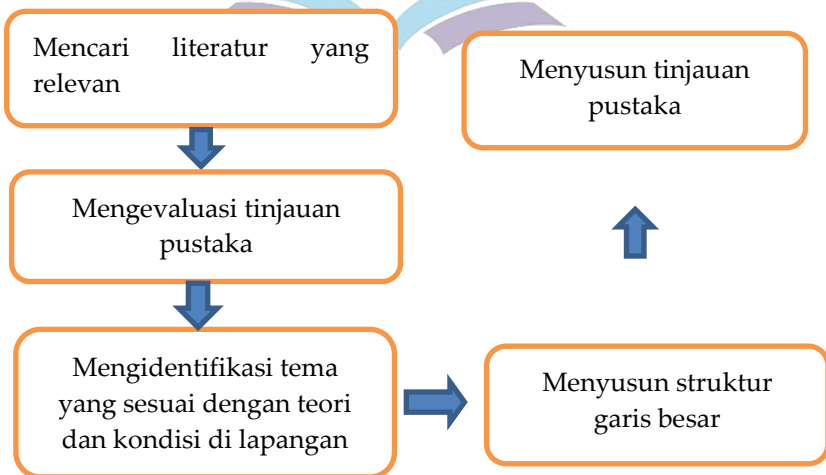 Mencari literatur yang
relevan
Mengevaluasi tinjauan
pustaka
Mengidentifikasi tema
yang sesuai dengan teori
dan kondisi di lapangan
Menyusun struktur
garis besar
Menyusun tinjauan
pustaka